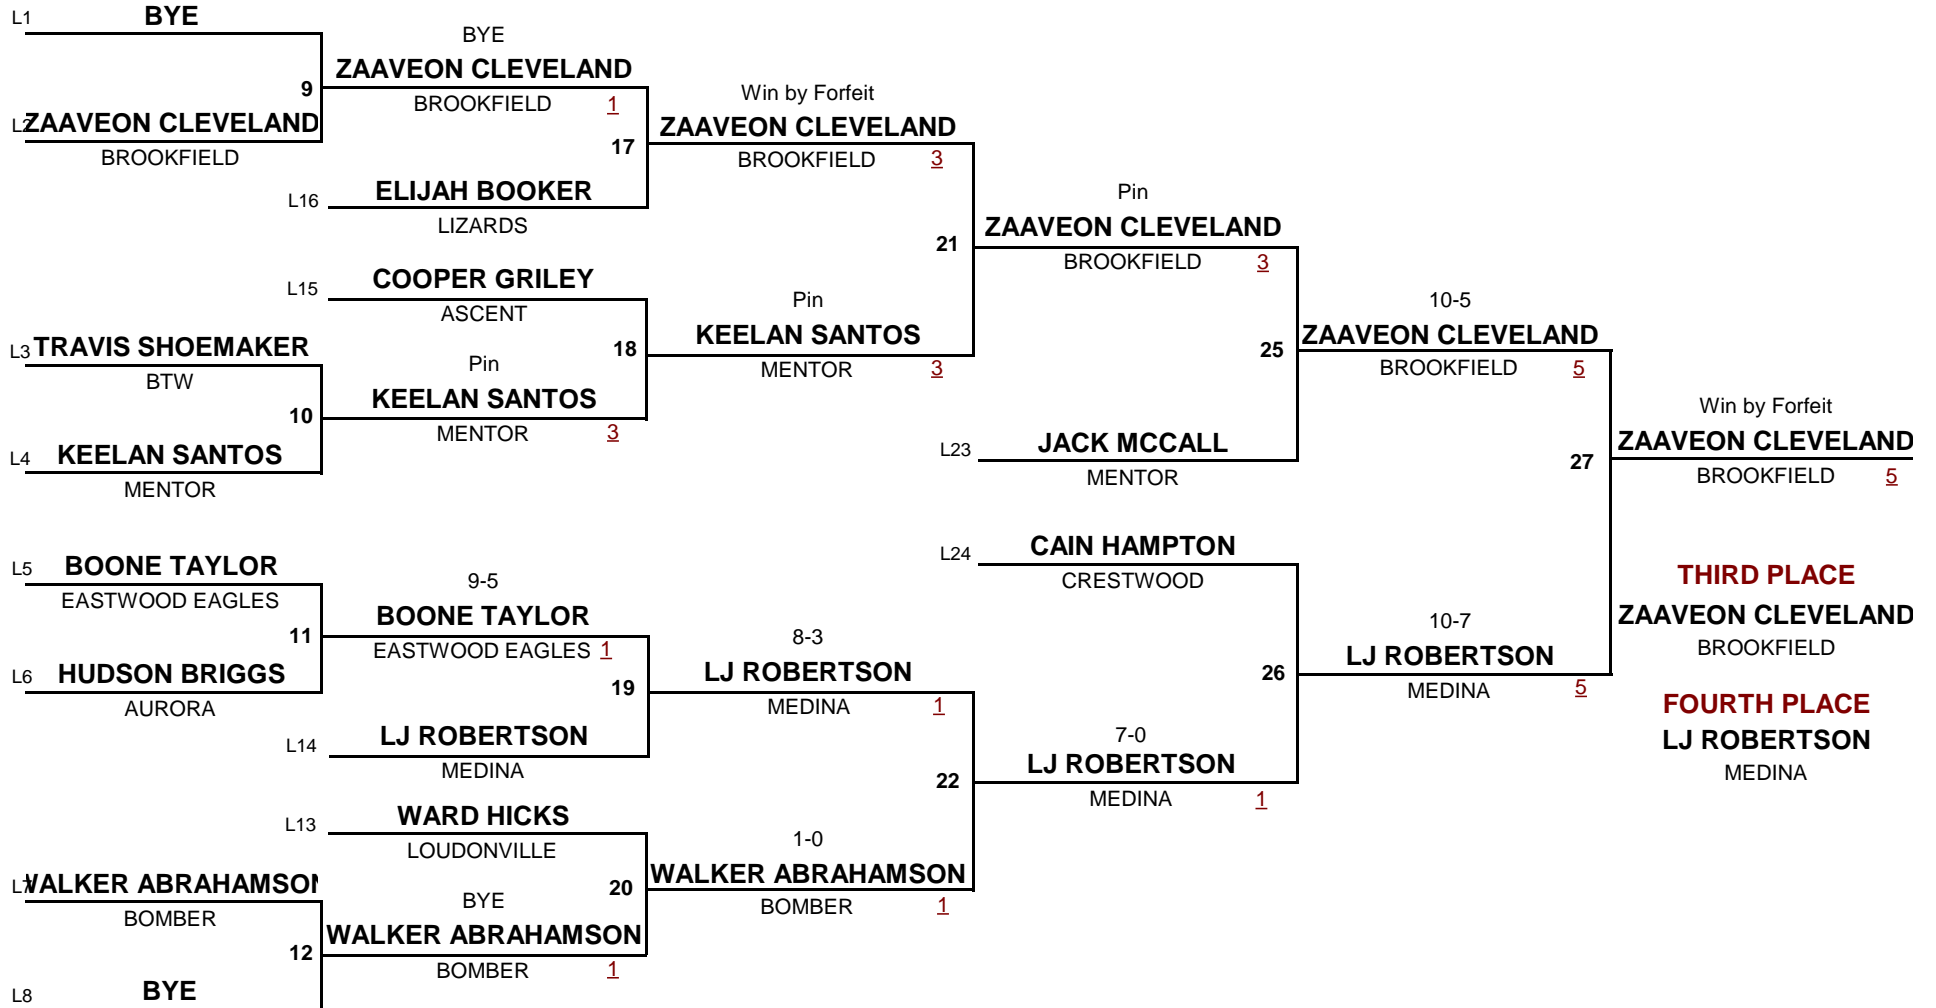 L1 BYE
BYE
ZAAVEON CLEVELAND
9
BROOKFIELD 1
L2 ZAAVEON CLEVELAND
BROOKFIELD
Win by Forfeit
ZAAVEON CLEVELAND
17
BROOKFIELD 3
L16 ELIJAH BOOKER
LIZARDS
Pin
ZAAVEON CLEVELAND
21
BROOKFIELD 3
L15 COOPER GRILEY
ASCENT
Pin
KEELAN SANTOS
18
MENTOR 3
L3 TRAVIS SHOEMAKER
BTW
Pin
KEELAN SANTOS
10
MENTOR 3
L4 KEELAN SANTOS
MENTOR
10-5
ZAAVEON CLEVELAND
25
BROOKFIELD 5
L23 JACK MCCALL
MENTOR
Win by Forfeit
ZAAVEON CLEVELAND
27
BROOKFIELD 5
L24 CAIN HAMPTON
CRESTWOOD
THIRD PLACE
ZAAVEON CLEVELAND
BROOKFIELD
FOURTH PLACE
LJ ROBERTSON
MEDINA
L5 BOONE TAYLOR
EASTWOOD EAGLES
9-5
BOONE TAYLOR
11
EASTWOOD EAGLES 1
L6 HUDSON BRIGGS
AURORA
8-3
LJ ROBERTSON
19
MEDINA 1
10-7
LJ ROBERTSON
26
MEDINA 5
L14 LJ ROBERTSON
MEDINA
7-0
LJ ROBERTSON
22
MEDINA 1
L13 WARD HICKS
LOUDONVILLE
1-0
WALKER ABRAHAMSON
20
BOMBER 1
L7 WALKER ABRAHAMSON
BOMBER
BYE
WALKER ABRAHAMSON
12
BOMBER 1
L8 BYE